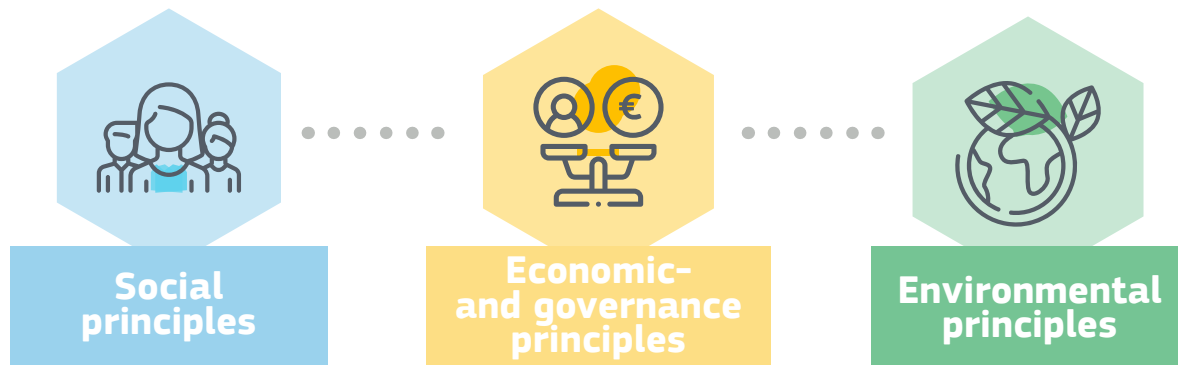 €
Social
principles
Economic-
and governance
principles
Environmental
principles